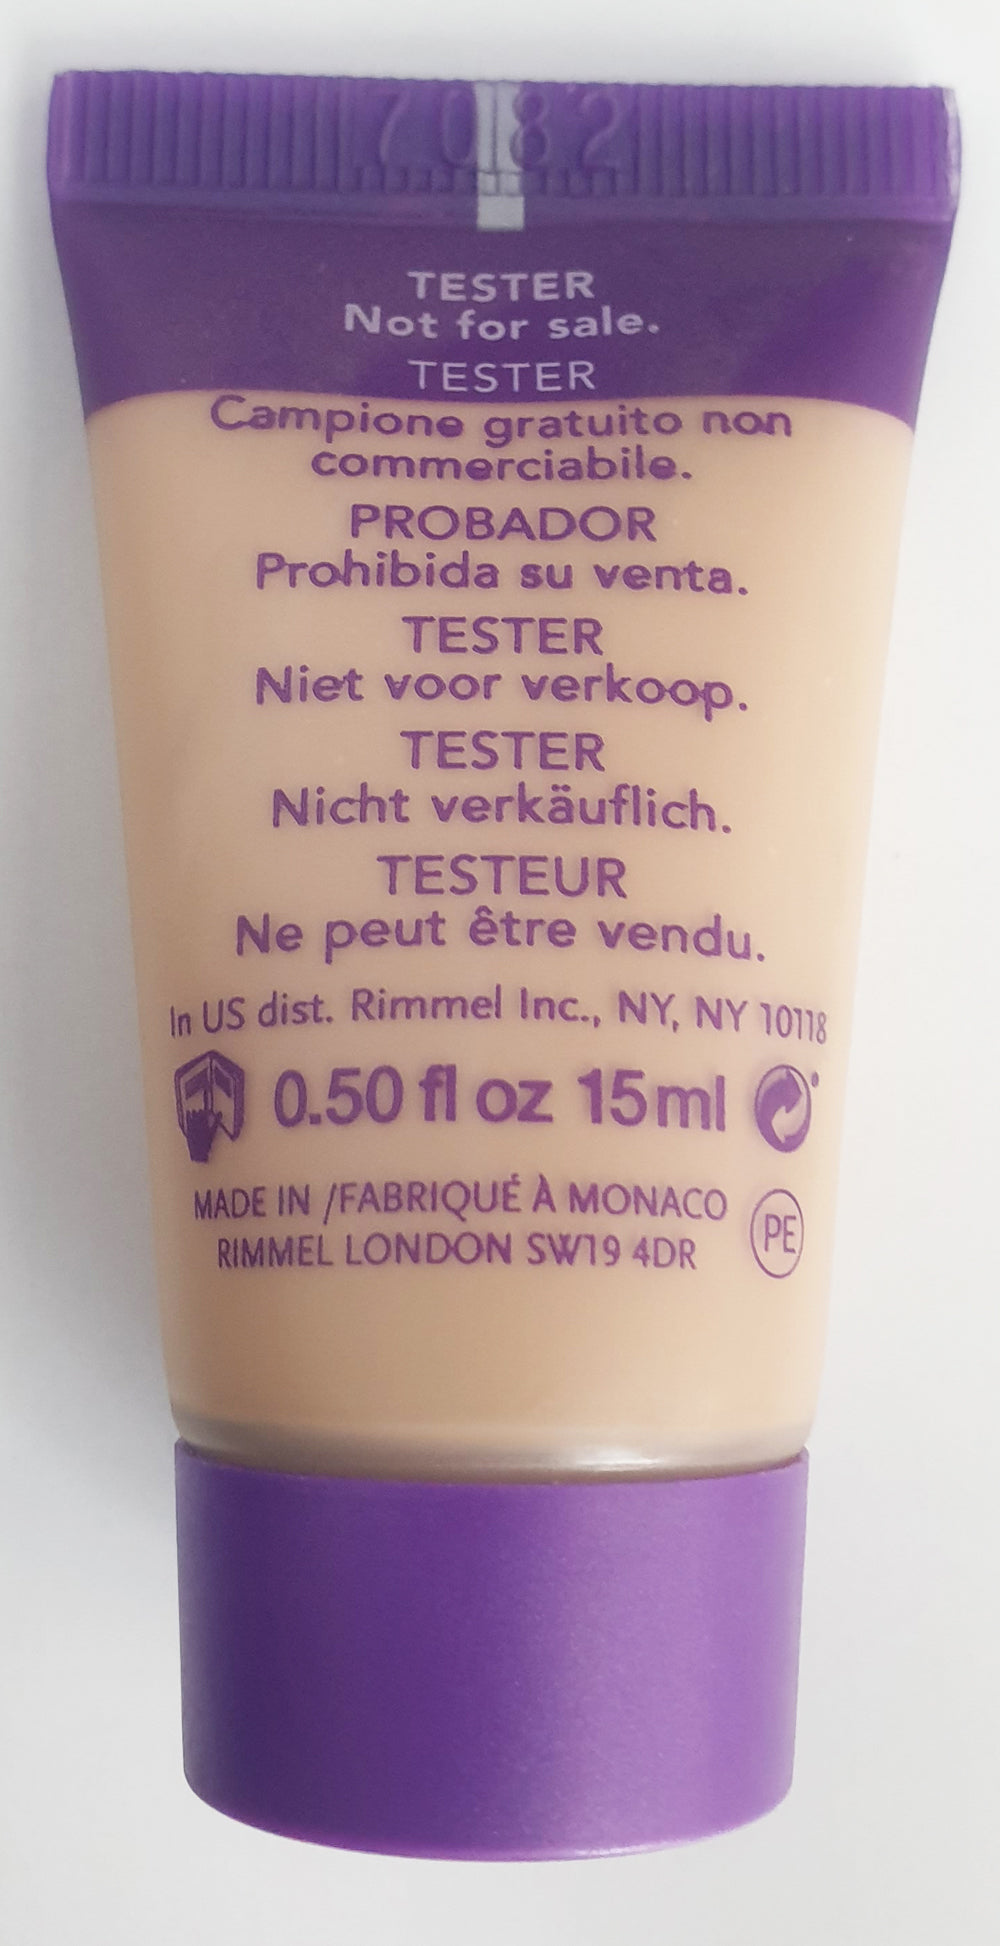 7082
TESTER
Not for sale.
TESTER
Campione gratuito non
commerciabile.
PROBADOR
Prohibida su venta.
TESTER
Niet voor verkoop.
TESTER
Nicht verkäuflich.
TESTEUR
Ne peut être vendu.
In US dist. Rimmel Inc., NY, NY 10118
0.50 fl oz 15ml
MADE IN /FABRIQUÉ À MONACO
PE
RIMMEL LONDON SW19 4DR